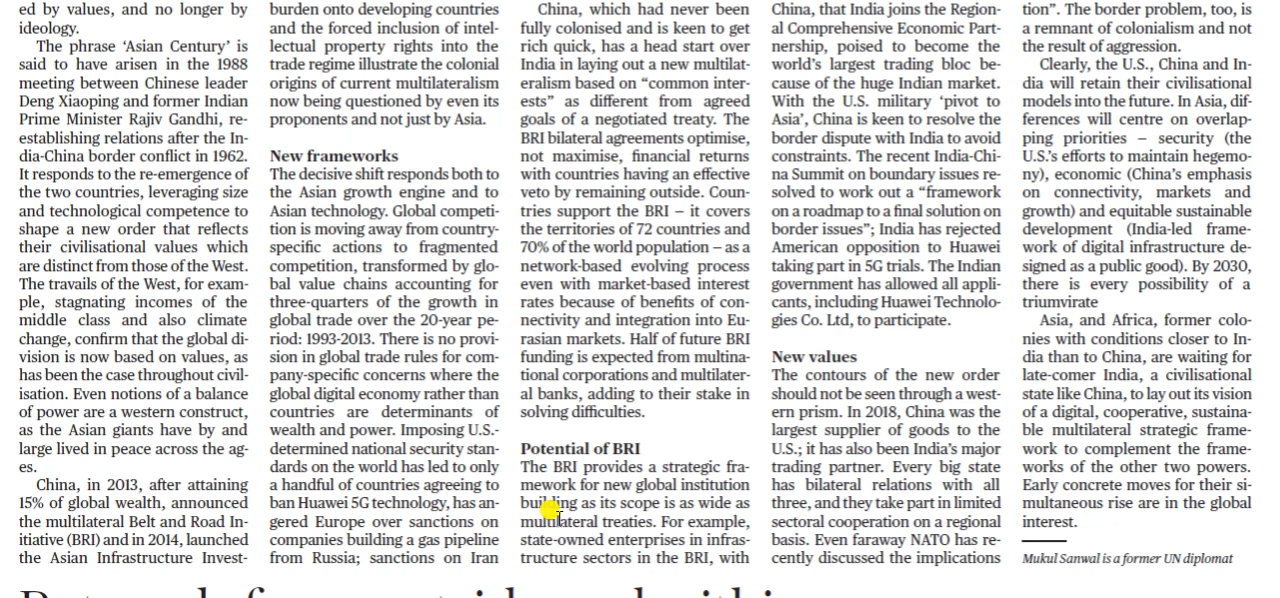 ed by values, and no longer by
ideology.
The phrase ‘Asian Century’ is
said to have arisen in the 1988
meeting between Chinese leader
Deng Xiaoping and former Indian
Prime Minister Rajiv Gandhi, re-
establishing relations after the In-
dia-China border conflict in 1962.
It responds to the re-emergence of
the two countries, leveraging size
and technological competence to
shape a new order that reflects
their civilisational values which
are distinct from those of the West.
The travails of the West, for exam-
ple, stagnating incomes of the
middle class and also climate
change, confirm that the global di-
vision is now based on values, as
has been the case throughout civil-
isation. Even notions of a balance
of power are a western construct,
as the Asian giants have by and
large lived in peace across the ag-
es.
China, in 2013, after attaining
15% of global wealth, announced
the multilateral Belt and Road In-
itiative (BRI) and in 2014, launched
the Asian Infrastructure Invest-
burden onto developing countries
and the forced inclusion of intel-
lectual property rights into the
trade regime illustrate the colonial
origins of current multilateralism
now being questioned by even its
proponents and not just by Asia.
New frameworks
The decisive shift responds both to
the Asian growth engine and to
Asian technology. Global competi-
tion is moving away from country-
specific actions to fragmented
competition, transformed by glo-
bal value chains accounting for
three-quarters of the growth in
global trade over the 20-year pe-
riod: 1993-2013. There is no provi-
sion in global trade rules for com-
pany-specific concerns where the
global digital economy rather than
countries are determinants of
wealth and power. Imposing U.S.-
determined national security stan-
dards on the world has led to only
a handful of countries agreeing to
ban Huawei 5G technology, has an-
gered Europe over sanctions on
companies building a gas pipeline
from Russia; sanctions on Iran
China, which had never been
fully colonised and is keen to get
rich quick, has a head start over
India in laying out a new multilat-
eralism based on “common inter-
ests” as different from agreed
goals of a negotiated treaty. The
BRI bilateral agreements optimise,
not maximise, financial returns
with countries having an effective
veto by remaining outside. Coun-
tries support the BRI – it covers
the territories of 72 countries and
70% of the world population – as a
network-based evolving process
even with market-based interest
rates because of benefits of con-
nectivity and integration into Eu-
rasian markets. Half of future BRI
funding is expected from multina-
tional corporations and multilater-
al banks, adding to their stake in
solving difficulties.
Potential of BRI
The BRI provides a strategic fra-
mework for new global institution
building as its scope is as wide as
multilateral treaties. For example,
state-owned enterprises in infras-
tructure sectors in the BRI, with
China, that India joins the Region-
al Comprehensive Economic Part-
nership, poised to become the
world’s largest trading bloc be-
cause of the huge Indian market.
With the U.S. military ‘pivot to
Asia’, China is keen to resolve the
border dispute with India to avoid
constraints. The recent India-Chi-
na Summit on boundary issues re-
solved to work out a “framework
on a roadmap to a final solution on
border issues”; India has rejected
American opposition to Huawei
taking part in 5G trials. The Indian
government has allowed all appli-
cants, including Huawei Technolo-
gies Co. Ltd, to participate.
New values
The contours of the new order
should not be seen through a west-
ern prism. In 2018, China was the
largest supplier of goods to the
U.S.; it has also been India’s major
trading partner. Every big state
has bilateral relations with all
three, and they take part in limited
sectoral cooperation on a regional
basis. Even faraway NATO has re-
cently discussed the implications
tion”. The border problem, too, is
a remnant of colonialism and not
the result of aggression.
Clearly, the U.S., China and In-
dia will retain their civilisational
models into the future. In Asia, dif-
ferences will centre on overlap-
ping priorities – security (the
U.S.’s efforts to maintain hegemo-
ny), economic (China’s emphasis
on connectivity, markets and
growth) and equitable sustainable
development (India-led frame-
work of digital infrastructure de-
signed as a public good). By 2030,
there is every possibility of a
triumvirate
Asia, and Africa, former colo-
nies with conditions closer to In-
dia than to China, are waiting for
late-comer India, a civilisational
state like China, to lay out its vision
of a digital, cooperative, sustaina-
ble multilateral strategic frame-
work to complement the frame-
works of the other two powers.
Early concrete moves for their si-
multaneous rise are in the global
interest.
Mukul Sanwal is a former UN diplomat